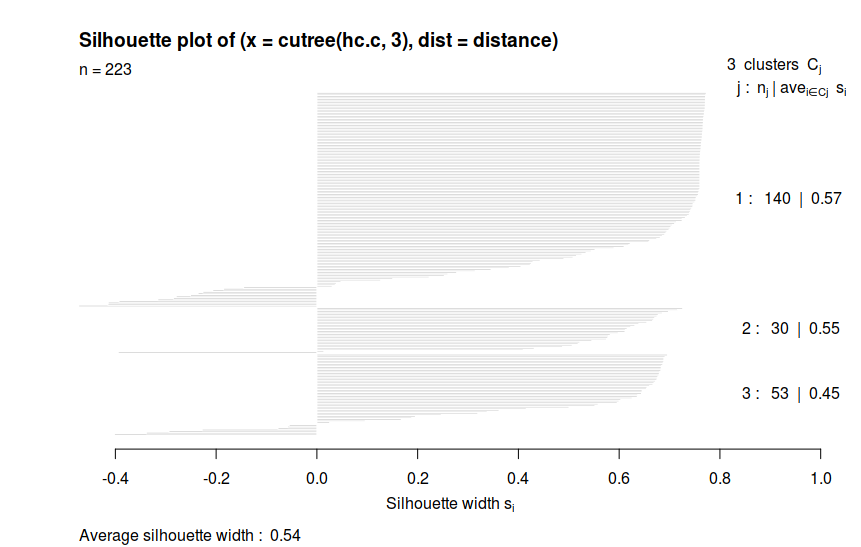 Silhouette plot of (x = cutree(hc.c, 3), dist = distance)
n = 223
3 clusters Cj
j : nj | avei∈Cj si
1 : 140 | 0.57
2 : 30 | 0.55
3 : 53 | 0.45
-0.4 -0.2 0.0 0.2 0.4 0.6 0.8 1.0
Silhouette width si
Average silhouette width : 0.54